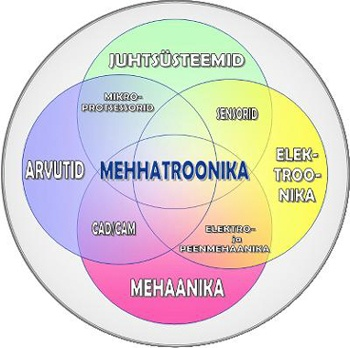 JUHTSÜSTEEMID
MIKRO-
PROTSESSORID
SENSORID
ARVUTID
MEHHATROONIKA
ELEK-
TROO-
NIKA
CAD/CAM
ELEKTRO-
ja
PEENMEHAANIKA
MEHAANIKA